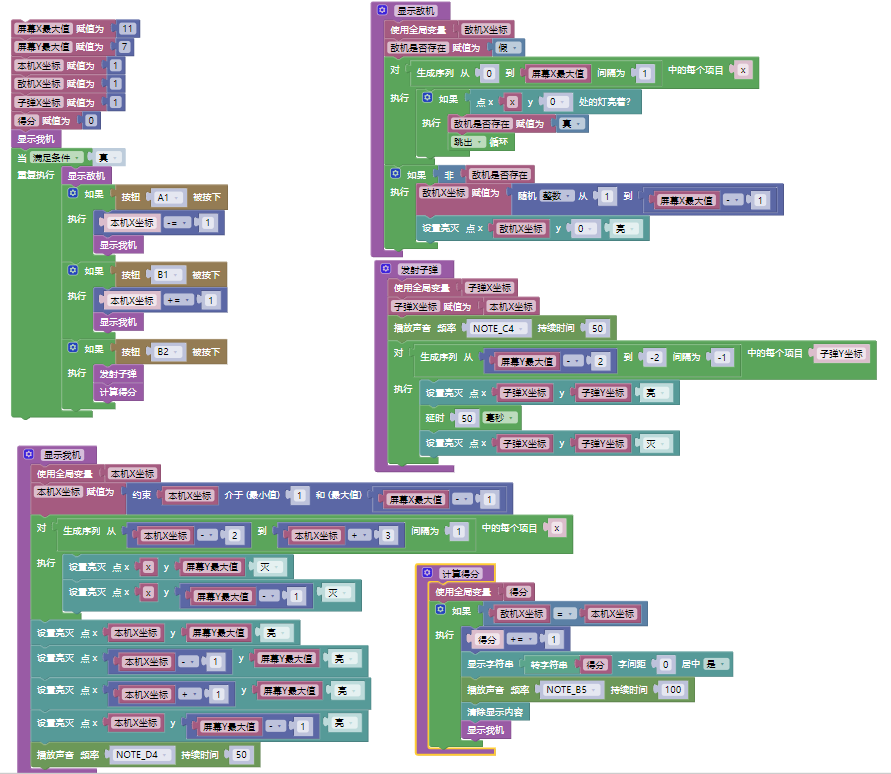 屏幕X最大值 赋值为 11
屏幕Y最大值 赋值为 7
本机X坐标 赋值为 1
敌机X坐标 赋值为 1
子弹X坐标 赋值为 1
得分 赋值为 0
显示我机
当 满足条件 真
重复执行 显示敌机
如果 按钮 A1 被按下
执行 本机X坐标 -= 1
显示我机
如果 按钮 B1 被按下
执行 本机X坐标 += 1
显示我机
如果 按钮 B2 被按下
执行 发射子弹
计算得分
显示敌机
使用全局变量 敌机X坐标
敌机是否存在 赋值为 假
对 生成序列 从 0 到 屏幕X最大值 间隔为 1 中的每个项目 x
执行 如果 点 x x y 0 处的灯亮着?
执行 敌机是否存在 赋值为 真
跳出 循环
如果 非 敌机是否存在
执行 敌机X坐标 赋值为 随机 整数 从 1 到 屏幕X最大值 - 1
设置亮灭 点 x 敌机X坐标 y 0 亮
发射子弹
使用全局变量 子弹X坐标
子弹X坐标 赋值为 本机X坐标
播放声音 频率 NOTE_C4 持续时间 50
对 生成序列 从 屏幕Y最大值 - 2 到 -2 间隔为 -1 中的每个项目 子弹Y坐标
执行 设置亮灭 点 x 子弹X坐标 y 子弹Y坐标 亮
延时 50 毫秒
设置亮灭 点 x 子弹X坐标 y 子弹Y坐标 灭
显示我机
使用全局变量 本机X坐标
本机X坐标 赋值为 约束 本机X坐标 介于(最小值) 1 和(最大值) 屏幕X最大值 - 1
对 生成序列 从 本机X坐标 - 2 到 本机X坐标 + 3 间隔为 1 中的每个项目 x
执行 设置亮灭 点 x x y 屏幕Y最大值 灭
设置亮灭 点 x x y 屏幕Y最大值 - 1 灭
设置亮灭 点 x 本机X坐标 y 屏幕Y最大值 亮
设置亮灭 点 x 本机X坐标 - 1 y 屏幕Y最大值 亮
设置亮灭 点 x 本机X坐标 + 1 y 屏幕Y最大值 亮
设置亮灭 点 x 本机X坐标 y 屏幕Y最大值 - 1 亮
播放声音 频率 NOTE_D4 持续时间 50
计算得分
使用全局变量 得分
如果 敌机X坐标 = 本机X坐标
执行 得分 += 1
显示字符串 转字符串 得分 字间距 0 居中 是
播放声音 频率 NOTE_B5 持续时间 100
清除显示内容
显示我机